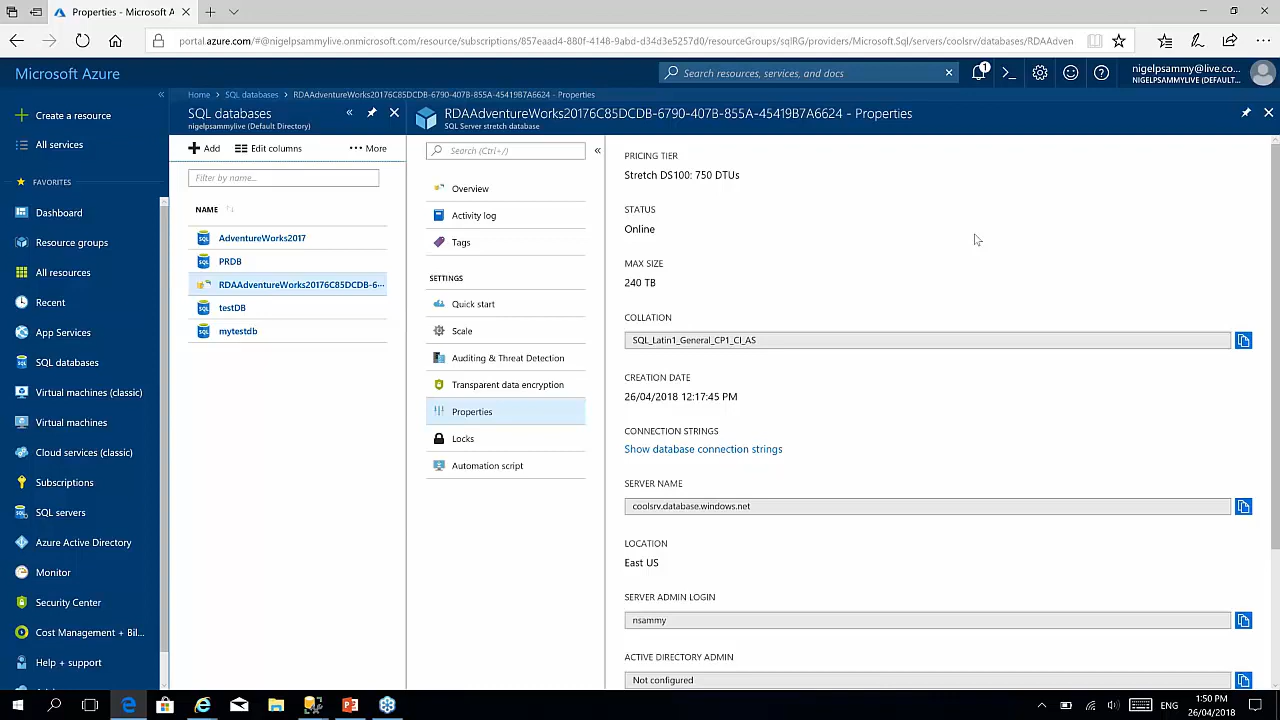 Properties - Microsoft A
portal.azure.com/#@nigelpsammylive.onmicrosoft.com/resource/subscriptions/857eaad4-880f-4148-9abd-d34d3e5257d0/resourceGroups/sqlRG/providers/Microsoft.Sql/servers/coolsrv/databases/RDAAdven
Microsoft Azure
Search resources, services, and docs
1
nigelpsammy@live.co...
NIGELPSAMMYLIVE (DEFAULT...
Home > SQL databases > RDAAdventureWorks20176C85DCDB-6790-407B-855A-45419B7A6624 - Properties
Create a resource
All services
FAVORITES
Dashboard
Resource groups
All resources
Recent
App Services
SQL databases
Virtual machines (classic)
Virtual machines
Cloud services (classic)
Subscriptions
SQL servers
Azure Active Directory
Monitor
Security Center
Cost Management + Bil...
Help + support
SQL databases
nigelpsammylive (Default Directory)
Add
Edit columns
More
Filter by name...
NAME
AdventureWorks2017
PRDB
RDAAdventureWorks20176C85DCDB-6...
testDB
mytestdb
RDAAdventureWorks20176C85DCDB-6790-407B-855A-45419B7A6624 - Properties
SQL Server stretch database
Search (Ctrl+/)
Overview
Activity log
Tags
SETTINGS
Quick start
Scale
Auditing & Threat Detection
Transparent data encryption
Properties
Locks
Automation script
PRICING TIER
Stretch DS100: 750 DTUs
STATUS
Online
MAX SIZE
240 TB
COLLATION
SQL_Latin1_General_CP1_CI_AS
CREATION DATE
26/04/2018 12:17:45 PM
CONNECTION STRINGS
Show database connection strings
SERVER NAME
coolsrv.database.windows.net
LOCATION
East US
SERVER ADMIN LOGIN
nsammy
ACTIVE DIRECTORY ADMIN
Not configured
ENG
1:50 PM
26/04/2018